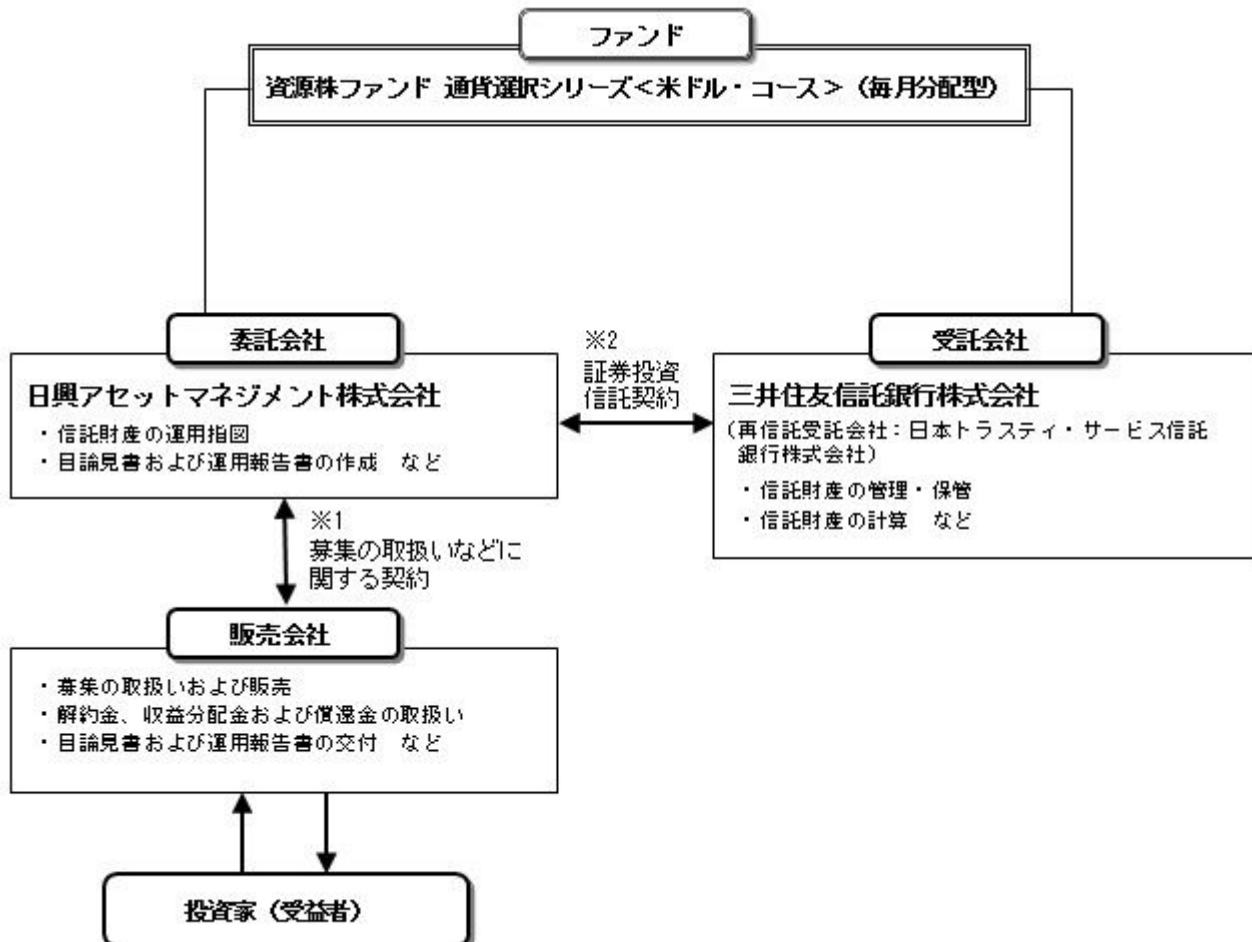 ファンド
資源株ファンド 通貨選択シリーズ＜米ドル・コース＞（毎月分配型）
委託会社
日興アセットマネジメント株式会社
・信託財産の運用指図
・目論見書および運用報告書の作成 など
※2
証券投資
信託契約
受託会社
三井住友信託銀行株式会社
（再信託受託会社：日本トラスティ・サービス信託
銀行株式会社）
・信託財産の管理・保管
・信託財産の計算 など
※1
募集の取扱いなどに
関する契約
販売会社
・募集の取扱いおよび販売
・解約金、収益分配金および償還金の取扱い
・目論見書および運用報告書の交付 など
投資家（受益者）